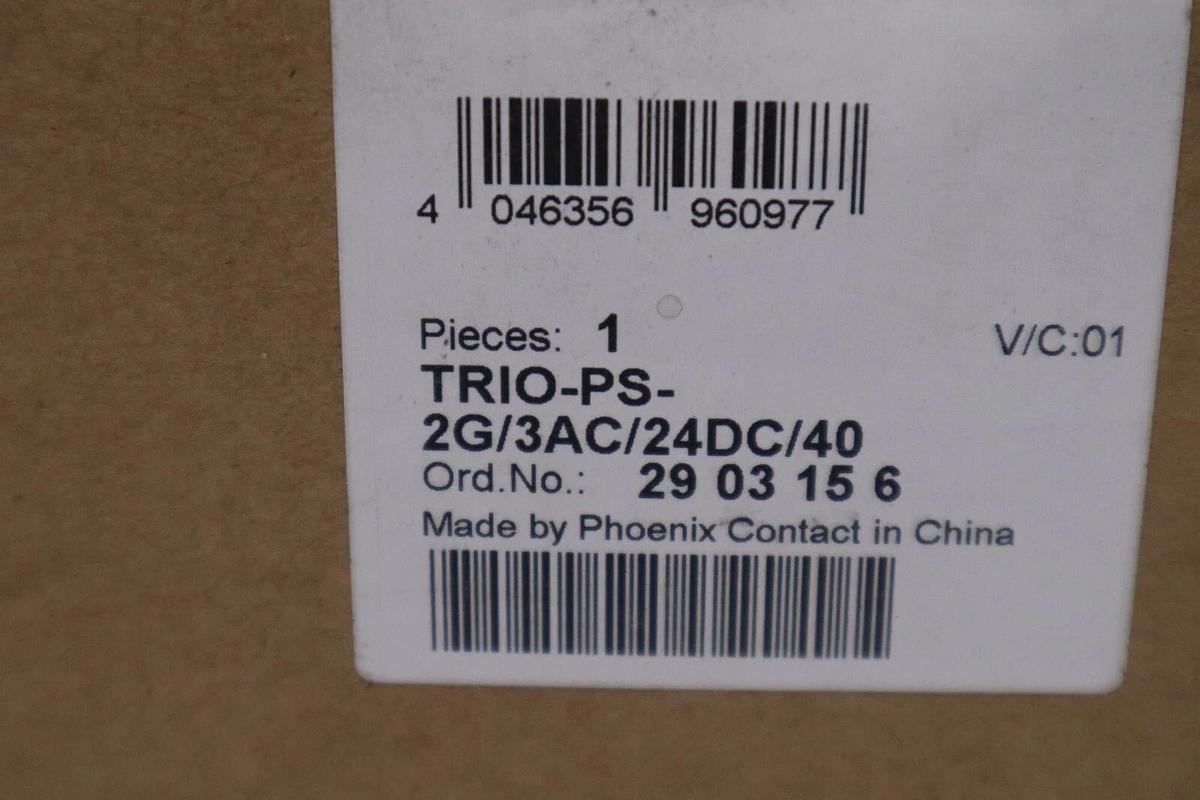 4 046356 960977
Pieces: 1 V/C:01
TRIO-PS-
2G/3AC/24DC/40
Ord.No.: 29 03 15 6
Made by Phoenix Contact in China